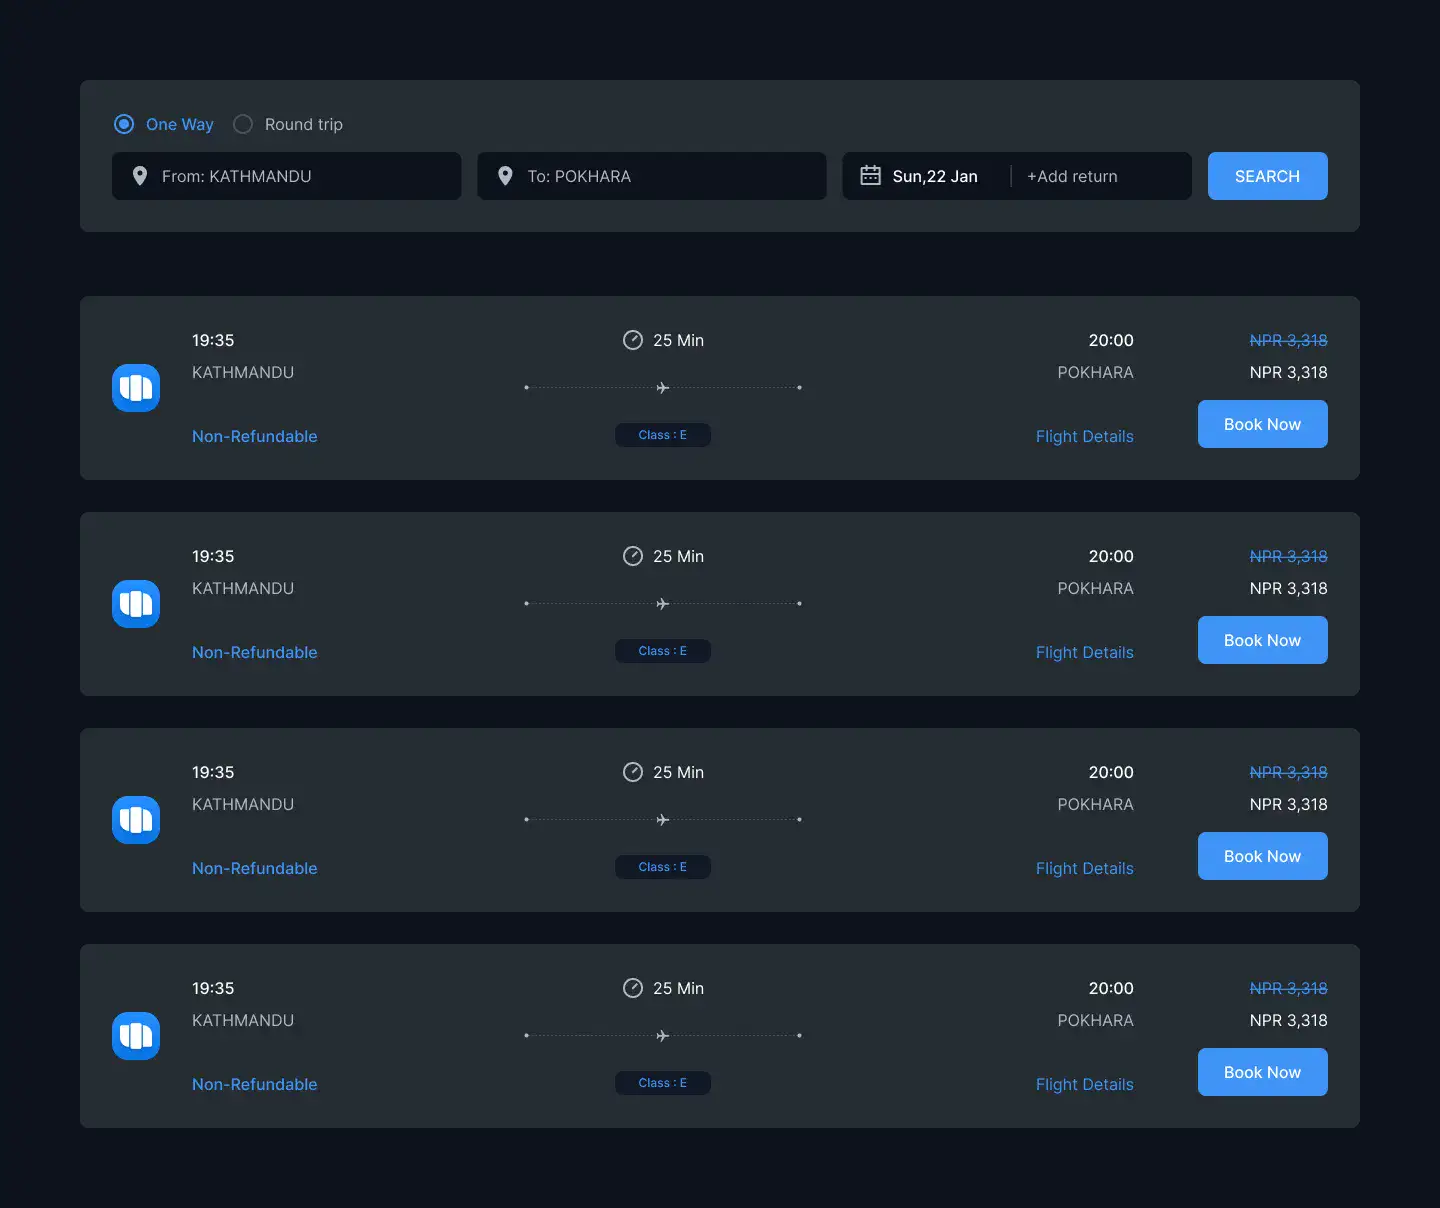 One Way Round trip
From: KATHMANDU To: POKHARA Sun,22 Jan +Add return SEARCH
19:35 25 Min 20:00 NPR 3,318
KATHMANDU POKHARA NPR 3,318
Non-Refundable Class : E Flight Details Book Now
19:35 25 Min 20:00 NPR 3,318
KATHMANDU POKHARA NPR 3,318
Non-Refundable Class : E Flight Details Book Now
19:35 25 Min 20:00 NPR 3,318
KATHMANDU POKHARA NPR 3,318
Non-Refundable Class : E Flight Details Book Now
19:35 25 Min 20:00 NPR 3,318
KATHMANDU POKHARA NPR 3,318
Non-Refundable Class : E Flight Details Book Now